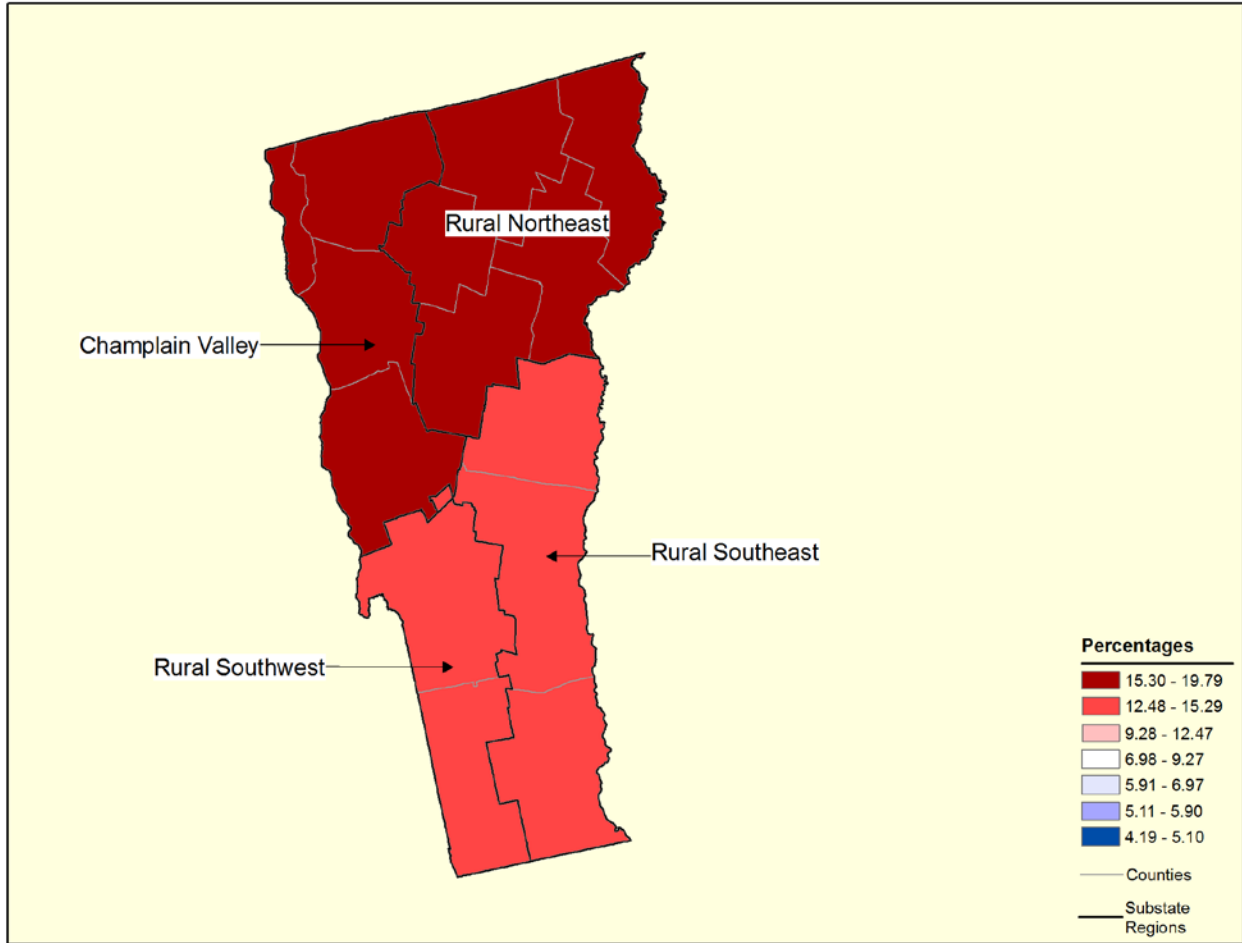 Rural Northeast
Champlain Valley
Rural Southeast
Rural Southwest
Percentages
15.30 - 19.79
12.48 - 15.29
9.28 - 12.47
6.98 - 9.27
5.91 - 6.97
5.11 - 5.90
4.19 - 5.10
Counties
Substate
Regions